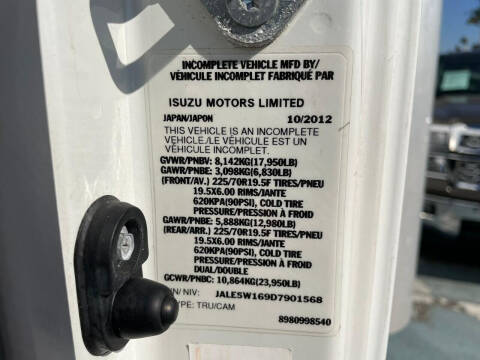 INCOMPLETE VEHICLE MFD BY/
VÉHICULE INCOMPLET FABRIQUÉ PAR
ISUZU MOTORS LIMITED
JAPAN/JAPON 10/2012
THIS VEHICLE IS AN INCOMPLETE
VEHICLE./LE VÉHICULE EST UN
VÉHICULE INCOMPLET.
GVWR/PNBV: 8,142KG(17,950LB)
GAWR/PNBE: 3,098KG(6,830LB)
(FRONT/AV.) 225/70R19.5F TIRES/PNEU
19.5X6.00 RIMS/JANTE
620KPA(90PSI), COLD TIRE
PRESSURE/PRESSION À FROID
GAWR/PNBE: 5,888KG(12,980LB)
(REAR/ARR.) 225/70R19.5F TIRES/PNEU
19.5X6.00 RIMS/JANTE
620KPA(90PSI), COLD TIRE
PRESSURE/PRESSION À FROID
DUAL/DOUBLE
GCWR/PNBC: 10,864KG(23,950LB)
/NIV: JALE5W169D7901568
TYPE: TRU/CAM
8980998540